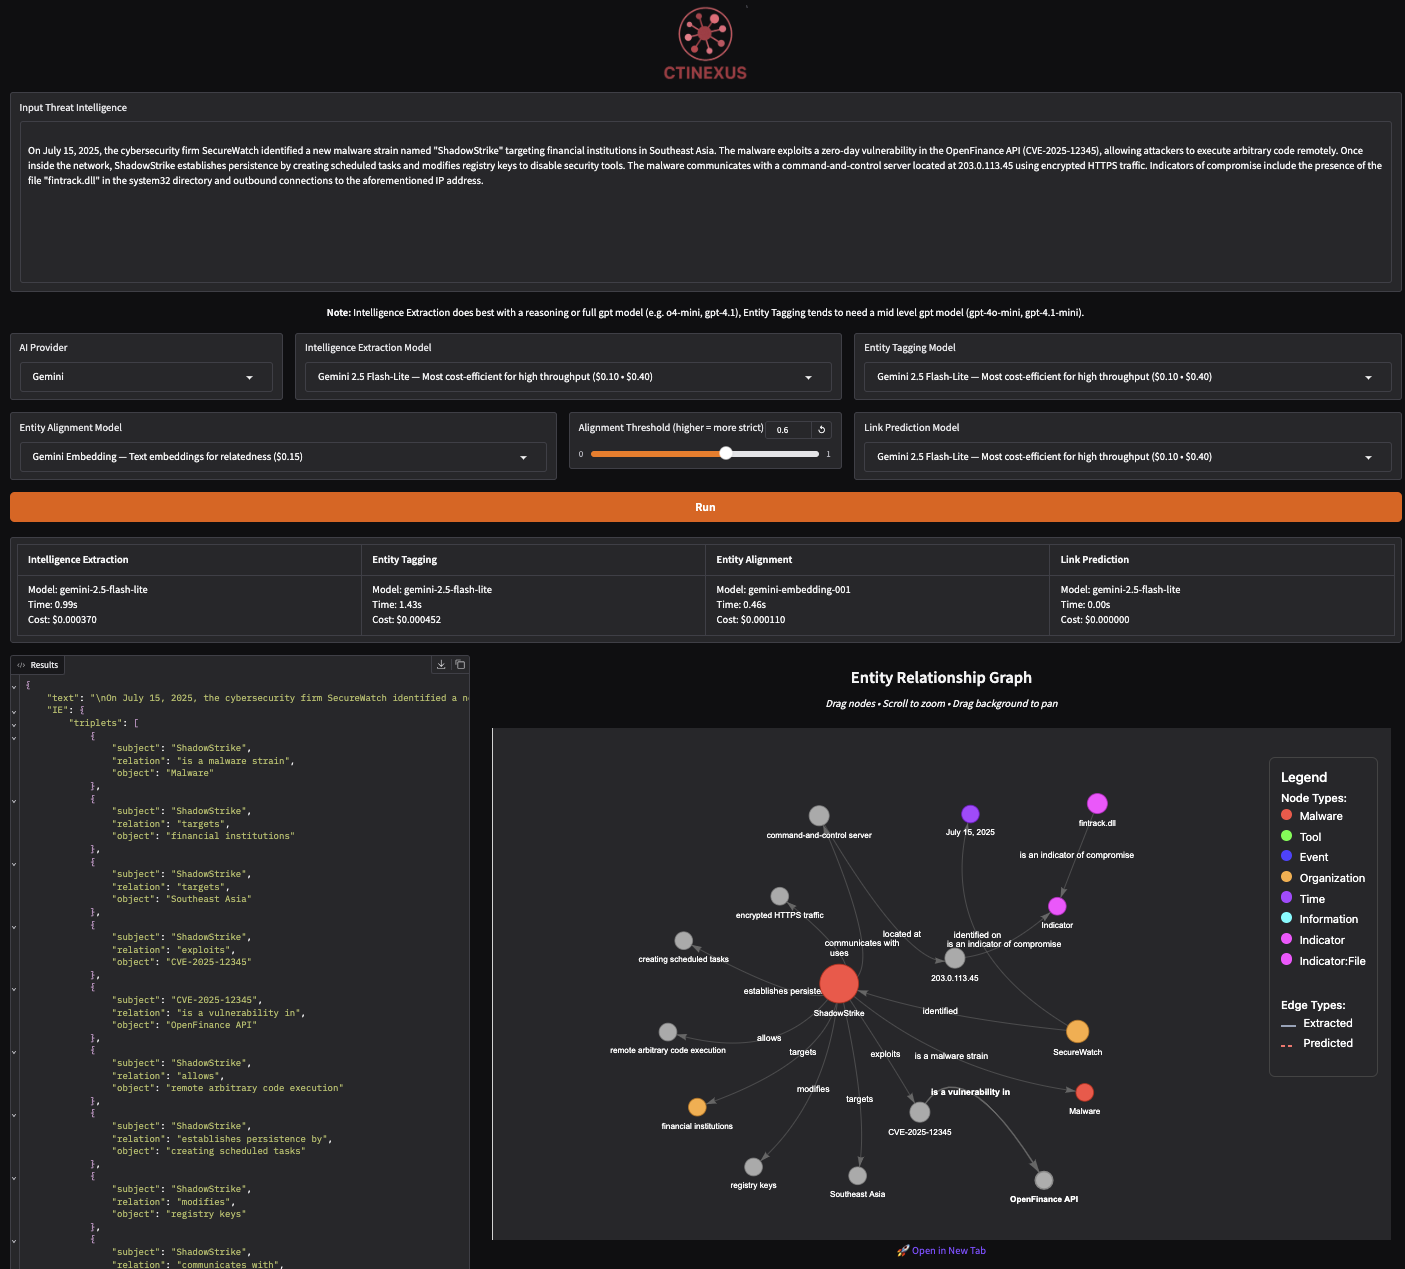 CTINEXUS
Input Threat Intelligence
On July 15, 2025, the cybersecurity firm SecureWatch identified a new malware strain named "ShadowStrike" targeting financial institutions in Southeast Asia. The malware exploits a zero-day vulnerability in the OpenFinance API (CVE-2025-12345), allowing attackers to execute arbitrary code remotely. Once
inside the network, ShadowStrike establishes persistence by creating scheduled tasks and modifies registry keys to disable security tools. The malware communicates with a command-and-control server located at 203.0.113.45 using encrypted HTTPS traffic. Indicators of compromise include the presence of the
file "fintrack.dll" in the system32 directory and outbound connections to the aforementioned IP address.
Note: Intelligence Extraction does best with a reasoning or full gpt model (e.g. o4-mini, gpt-4.1), Entity Tagging tends to need a mid level gpt model (gpt-4o-mini, gpt-4.1-mini).
AI Provider
Gemini
Intelligence Extraction Model
Gemini 2.5 Flash-Lite — Most cost-efficient for high throughput ($0.10 • $0.40)
Entity Tagging Model
Gemini 2.5 Flash-Lite — Most cost-efficient for high throughput ($0.10 • $0.40)
Entity Alignment Model
Gemini Embedding — Text embeddings for relatedness ($0.15)
Alignment Threshold (higher = more strict)
0.6
0
1
Link Prediction Model
Gemini 2.5 Flash-Lite — Most cost-efficient for high throughput ($0.10 • $0.40)
Run
Intelligence Extraction
Model: gemini-2.5-flash-lite
Time: 0.99s
Cost: $0.000370
Entity Tagging
Model: gemini-2.5-flash-lite
Time: 1.43s
Cost: $0.000452
Entity Alignment
Model: gemini-embedding-001
Time: 0.46s
Cost: $0.000110
Link Prediction
Model: gemini-2.5-flash-lite
Time: 0.00s
Cost: $0.000000
Results
{
"text": "\nOn July 15, 2025, the cybersecurity firm SecureWatch identified a
"IE": {
"triplets": [
{
"subject": "ShadowStrike",
"relation": "is a malware strain",
"object": "Malware"
},
{
"subject": "ShadowStrike",
"relation": "targets",
"object": "financial institutions"
},
{
"subject": "ShadowStrike",
"relation": "targets",
"object": "Southeast Asia"
},
{
"subject": "ShadowStrike",
"relation": "exploits",
"object": "CVE-2025-12345"
},
{
"subject": "CVE-2025-12345",
"relation": "is a vulnerability in",
"object": "OpenFinance API"
},
{
"subject": "ShadowStrike",
"relation": "allows",
"object": "remote arbitrary code execution"
},
{
"subject": "ShadowStrike",
"relation": "establishes persistence by",
"object": "creating scheduled tasks"
},
{
"subject": "ShadowStrike",
"relation": "modifies",
"object": "registry keys"
},
{
"subject": "ShadowStrike",
"relation": "communicates with",
Entity Relationship Graph
Drag nodes • Scroll to zoom • Drag background to pan
command-and-control server
July 15, 2025
fintrack.dll
is an indicator of compromise
encrypted HTTPS traffic
Indicator
located at
identified on
communicates with
is an indicator of compromise
uses
creating scheduled tasks
203.0.113.45
establishes
ShadowStrike
identified
SecureWatch
allows
remote arbitrary code execution
targets
exploits
is a malware strain
modifies
is a vulnerability in
targets
Malware
financial institutions
CVE-2025-12345
registry keys
Southeast Asia
OpenFinance API
Legend
Node Types:
Malware
Tool
Event
Organization
Time
Information
Indicator
Indicator:File
Edge Types:
Extracted
Predicted
Open in New Tab